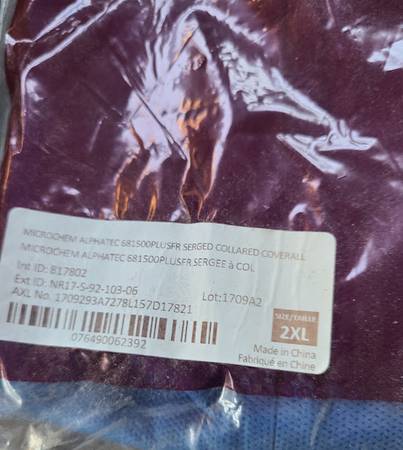 MICROCHEM ALPHATEC 681500PLUSFR SERGED COLLARED COVERALL
MICROCHEM ALPHATEC 681500PLUSFR SERGEE à COL
Int ID: 817802
Ext.ID: NR17-S-92-103-06
Lot:1709A2
AXL No. 1709293A7278L157D17821
076490062392
SIZE/TAILLE
2XL
Made in China
Fabriqué en Chine